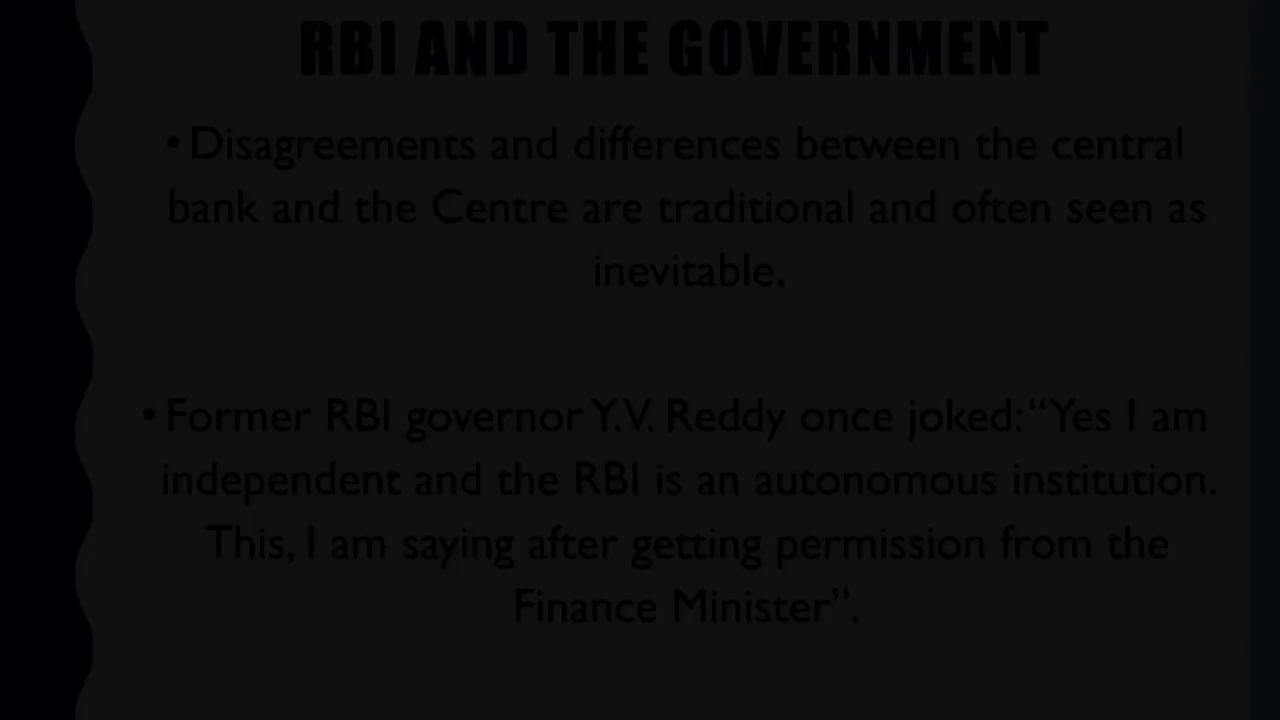 RBI AND THE GOVERNMENT
• Disagreements and differences between the central
bank and the Centre are traditional and often seen as
inevitable.
• Former RBI governor Y.V. Reddy once joked: “Yes I am
independent and the RBI is an autonomous institution.
This, I am saying after getting permission from the
Finance Minister”.